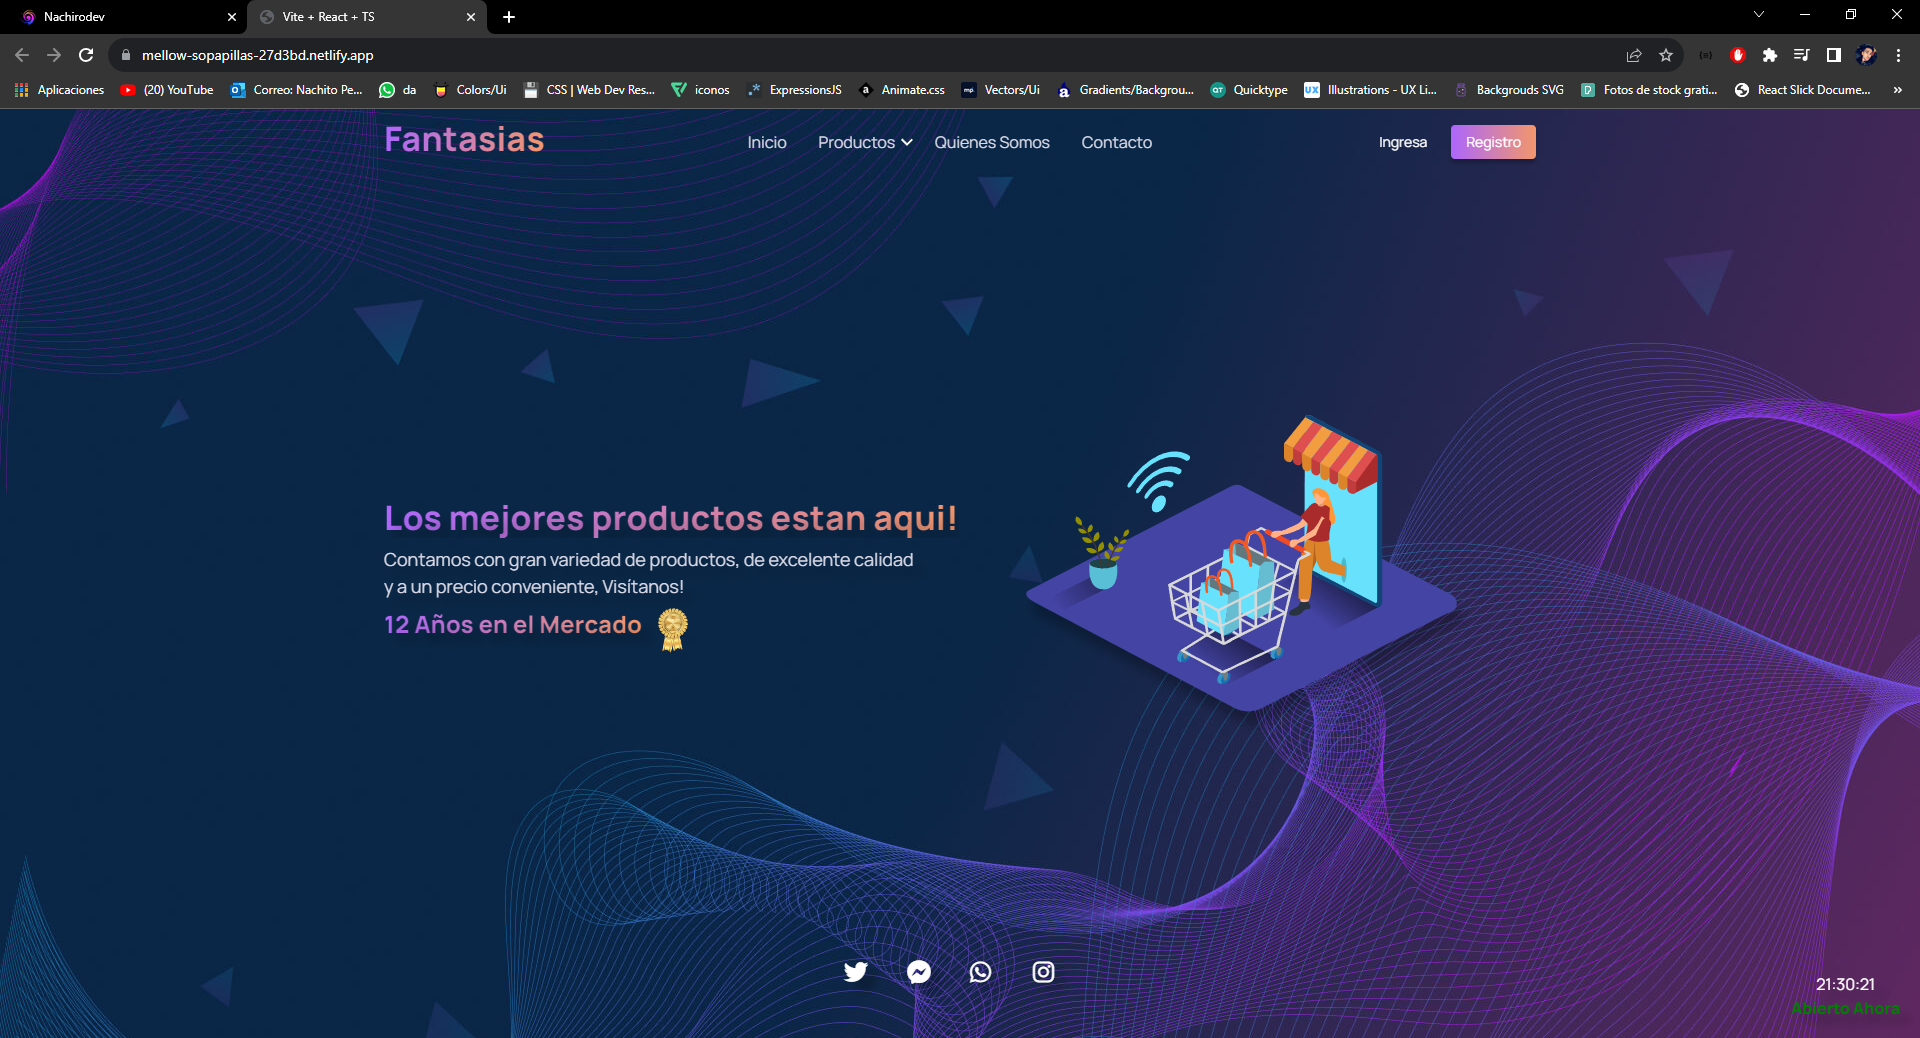 Nachirodev
Vite + React + TS
mellow-sopapillas-27d3bd.netlify.app
Aplicaciones
(20) YouTube
Correo: Nachito Pe...
da
Colors/Ui
CSS | Web Dev Res...
iconos
ExpressionsJS
Animate.css
Vectors/Ui
Gradients/Backgrou...
Quicktype
Illustrations - UX Li...
Backgrouds SVG
Fotos de stock grati...
React Slick Docume...
»
Fantasias
Inicio
Productos
Quienes Somos
Contacto
Ingresa
Registro
Los mejores productos estan aqui!
Contamos con gran variedad de productos, de excelente calidad
y a un precio conveniente, Visítanos!
12 Años en el Mercado
21:30:21
Abierto Ahora